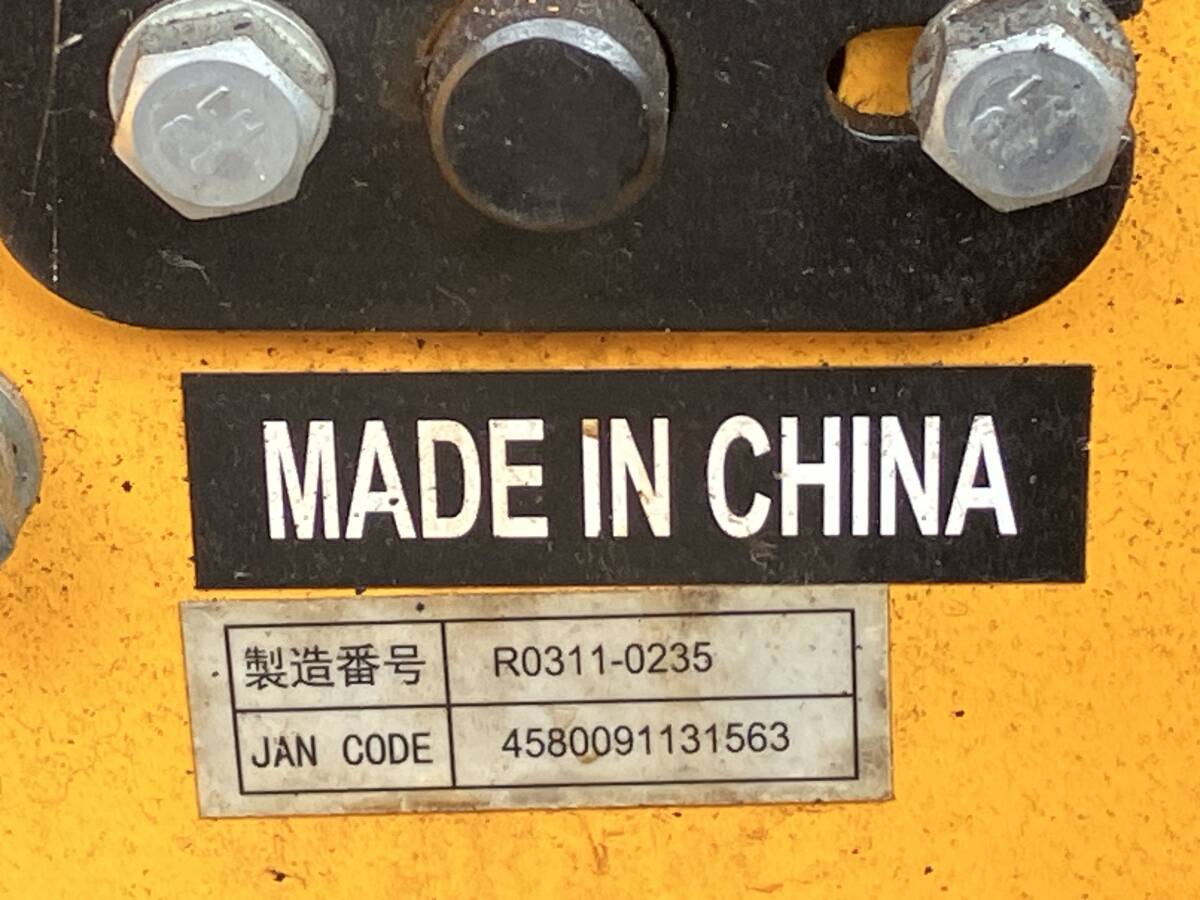 MADE IN CHINA
製造番号 R0311-0235
JAN CODE 4580091131563